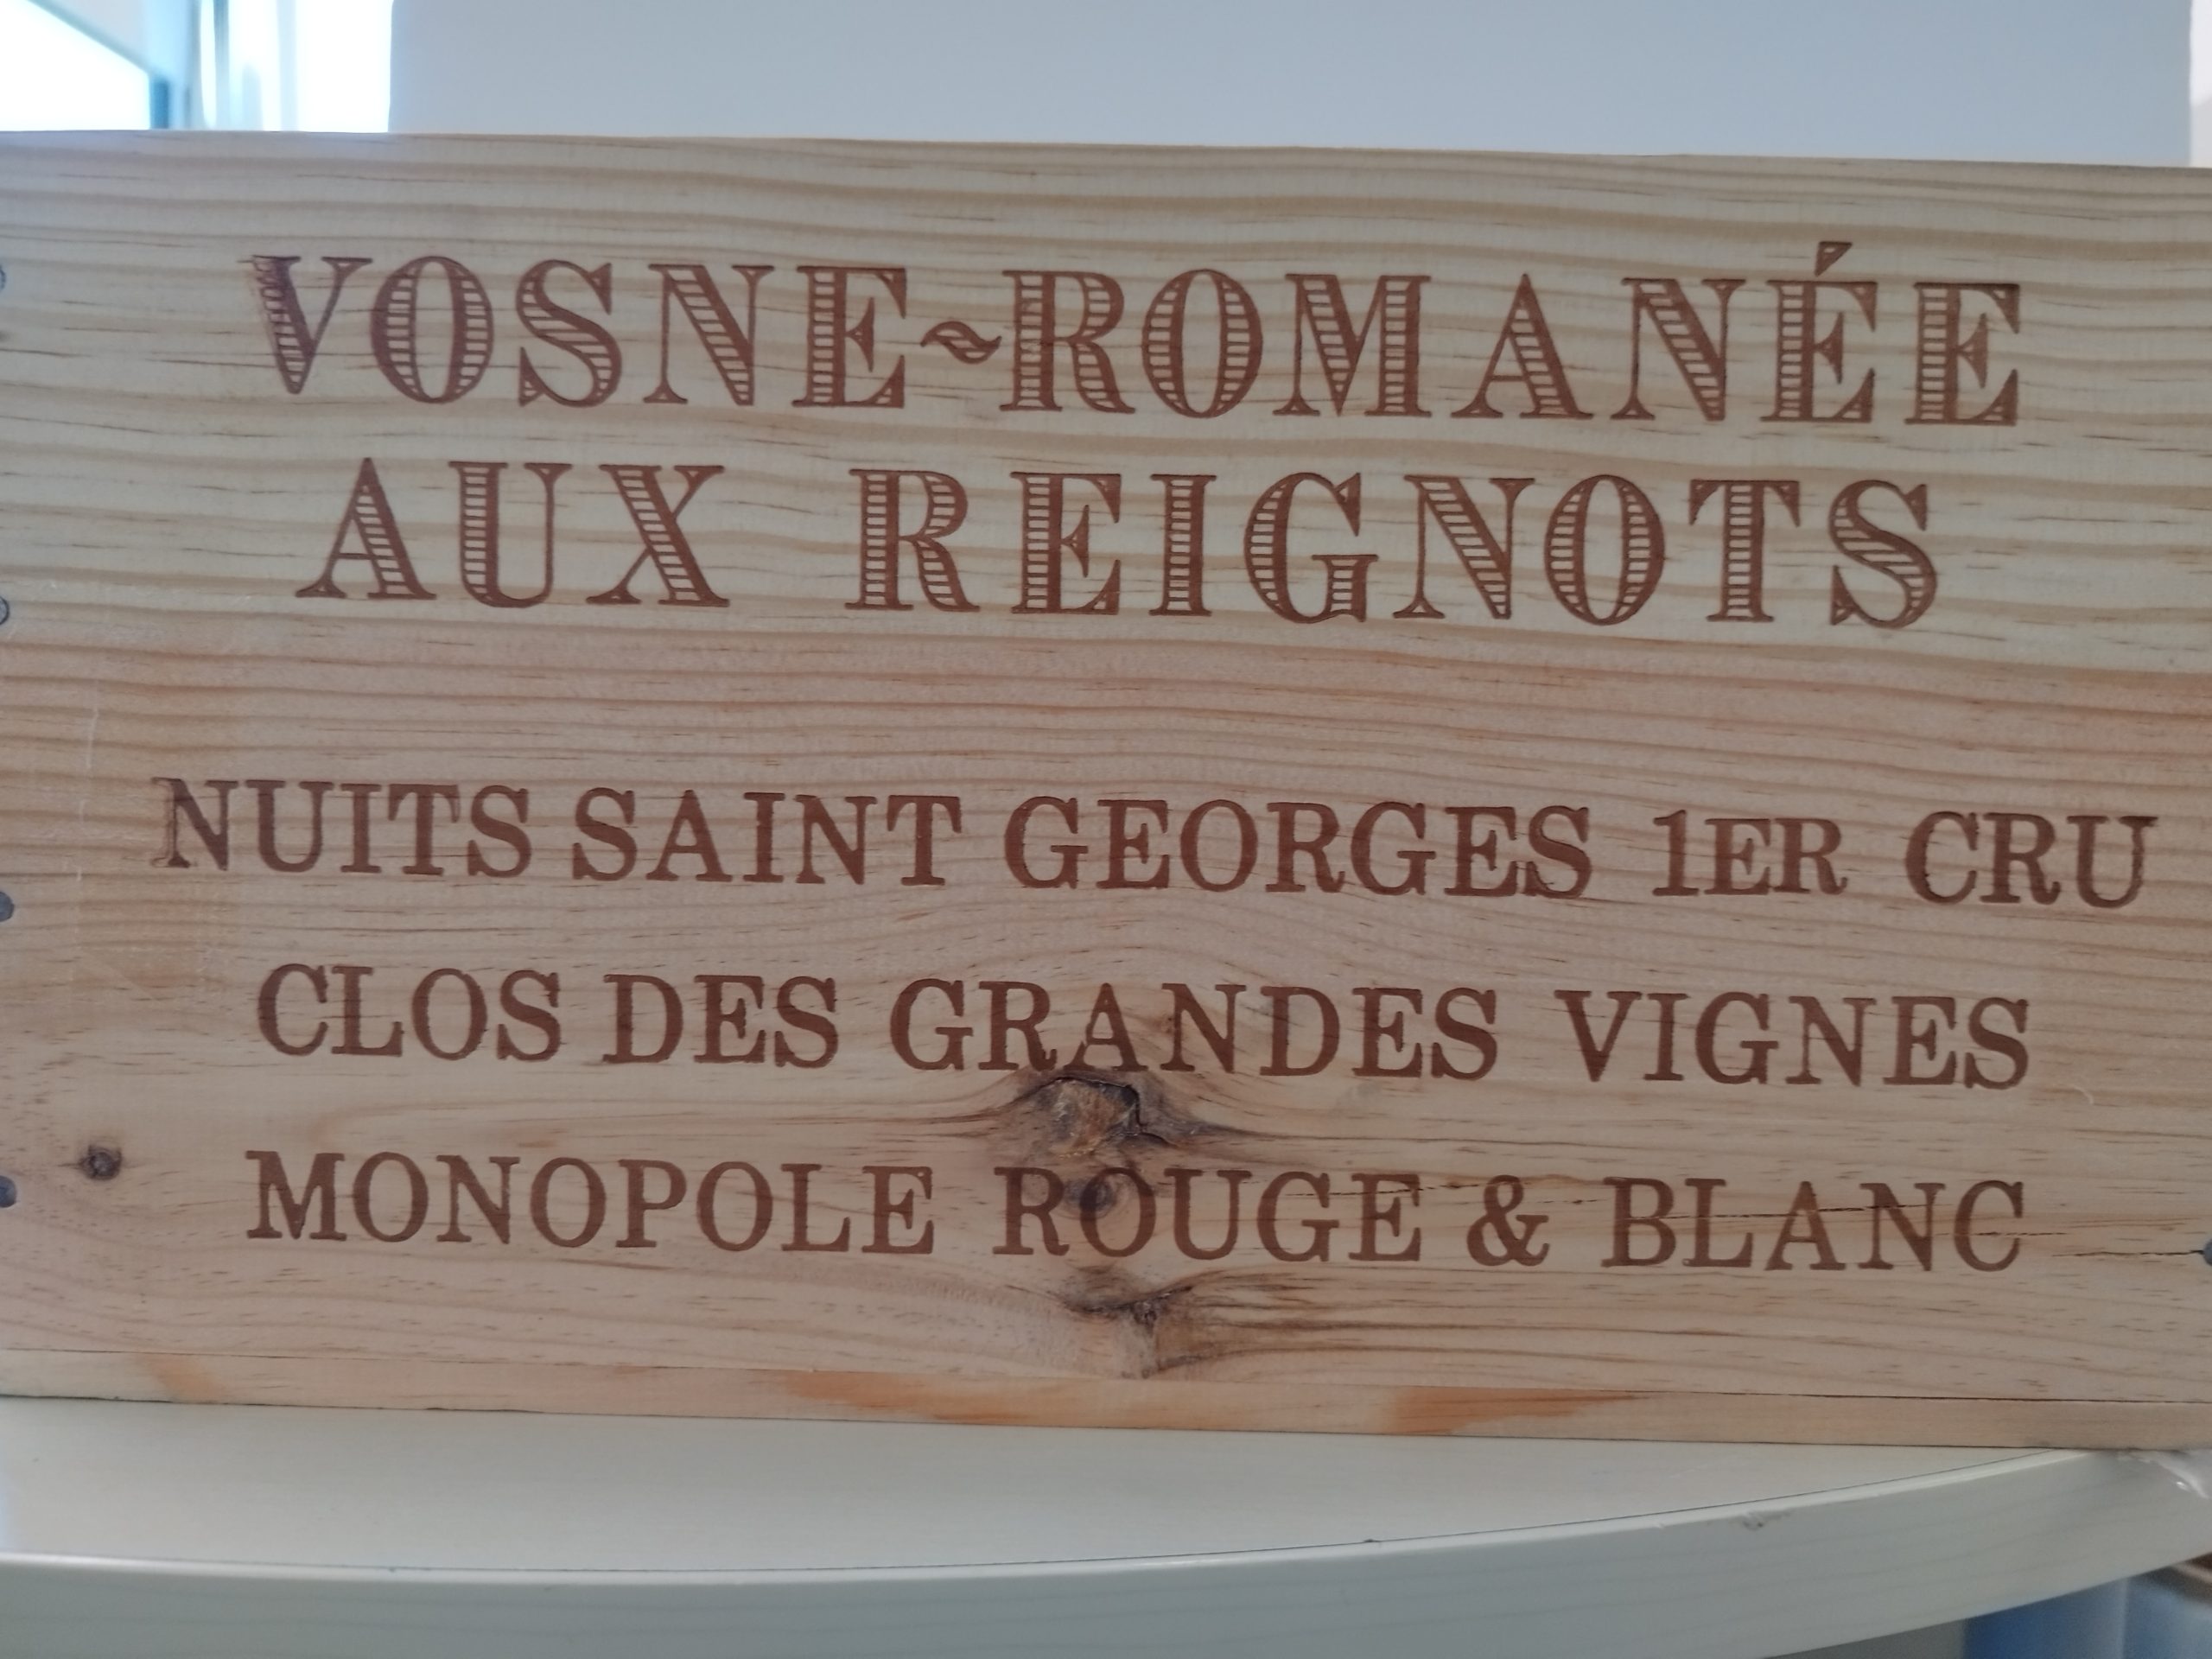 VOSNE~ROMANÉE
AUX REIGNOTS
NUITS SAINT GEORGES 1ER CRU
CLOS DES GRANDES VIGNES
MONOPOLE ROUGE & BLANC